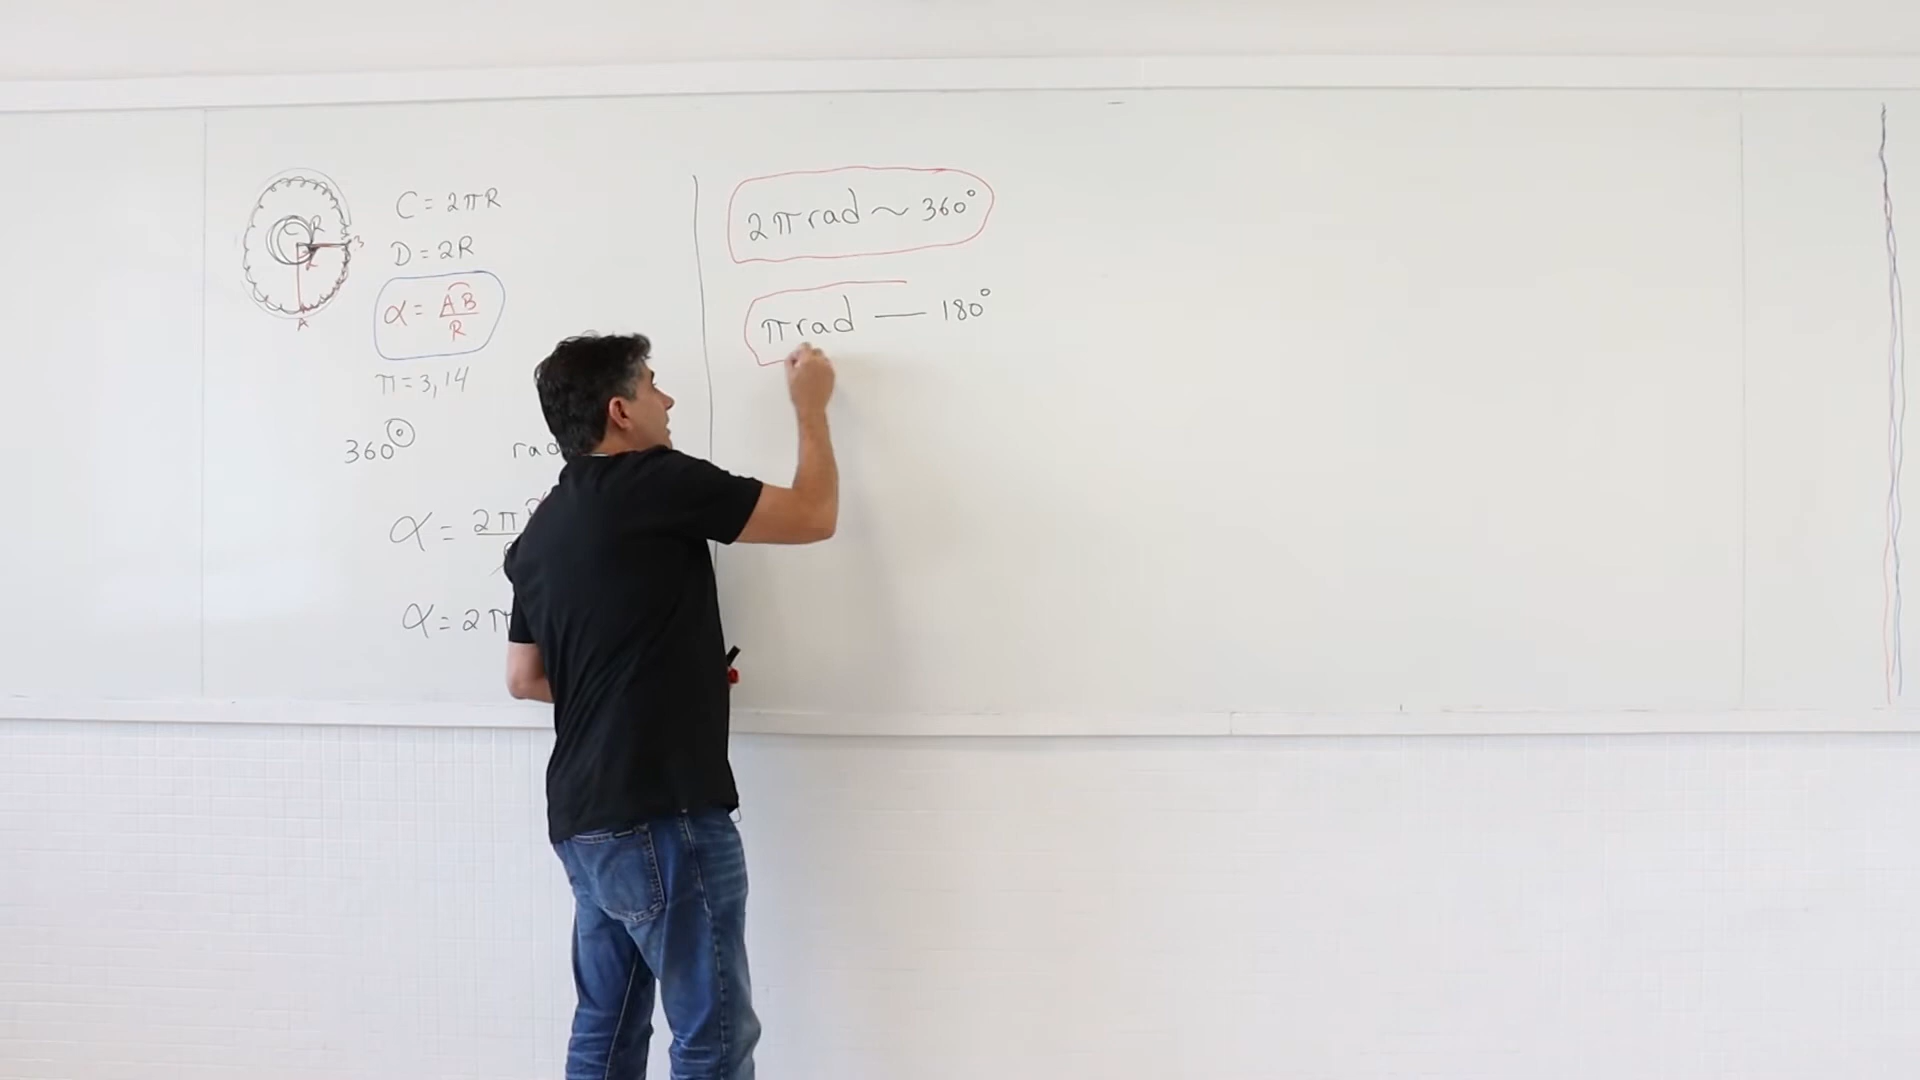 C = 2πR
D = 2R
α = AB/R
π = 3,14
360° rad
α = 2π
α = 2π
R
A
B
2π rad ~ 360°
π rad — 180°